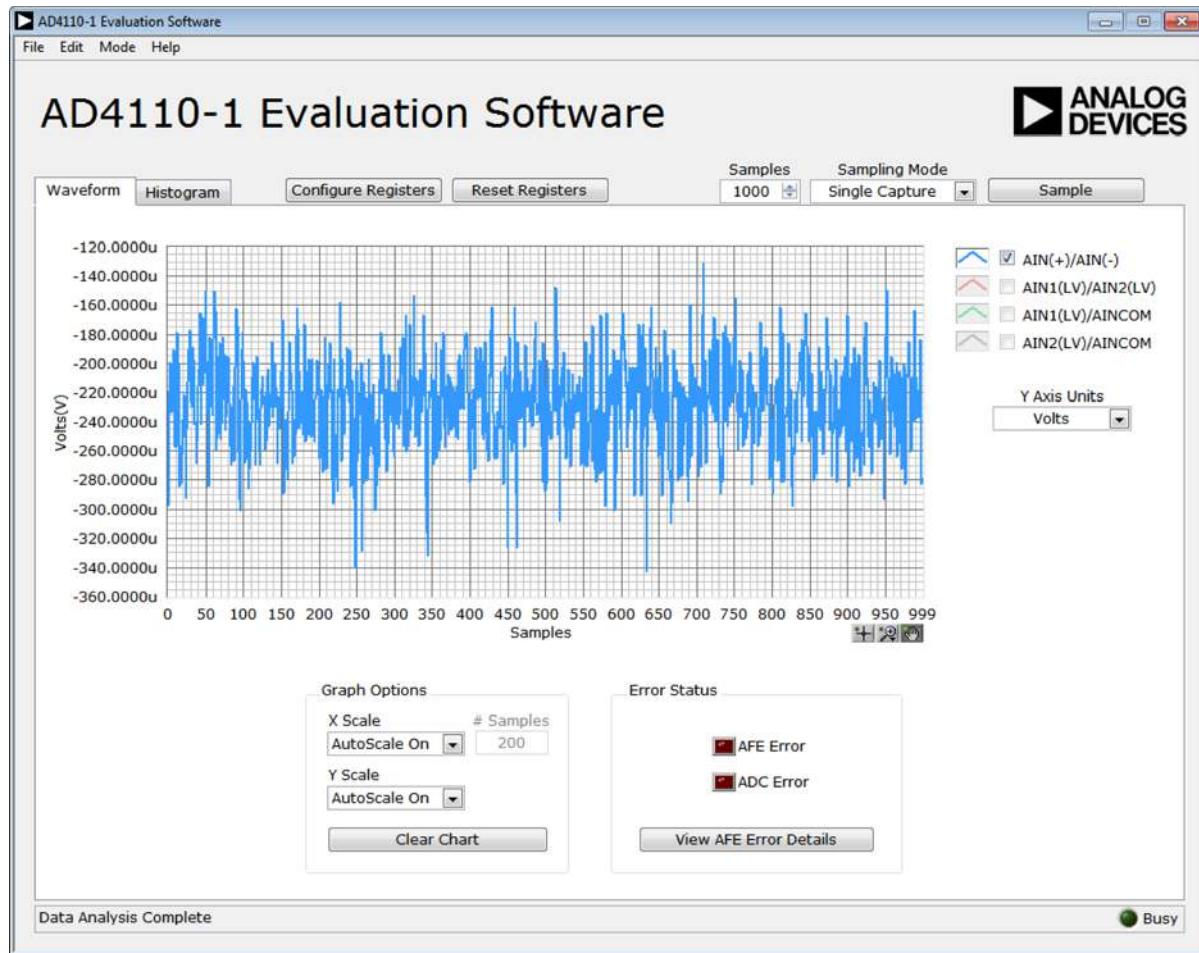 AD4110-1 Evaluation Software
File Edit Mode Help
AD4110-1 Evaluation Software
ANALOG
DEVICES
Waveform Histogram Configure Registers Reset Registers
Samples
1000
Sampling Mode
Single Capture
Sample
-120.0000u
-140.0000u
-160.0000u
-180.0000u
-200.0000u
-220.0000u
-240.0000u
-260.0000u
-280.0000u
-300.0000u
-320.0000u
-340.0000u
-360.0000u
Volts(V)
0 50 100 150 200 250 300 350 400 450 500 550 600 650 700 750 800 850 900 950 999
Samples
AIN(+)/AIN(-)
AIN1(LV)/AIN2(LV)
AIN1(LV)/AINCOM
AIN2(LV)/AINCOM
Y Axis Units
Volts
Graph Options
X Scale
AutoScale On
# Samples
200
Y Scale
AutoScale On
Clear Chart
Error Status
AFE Error
ADC Error
View AFE Error Details
Data Analysis Complete
Busy